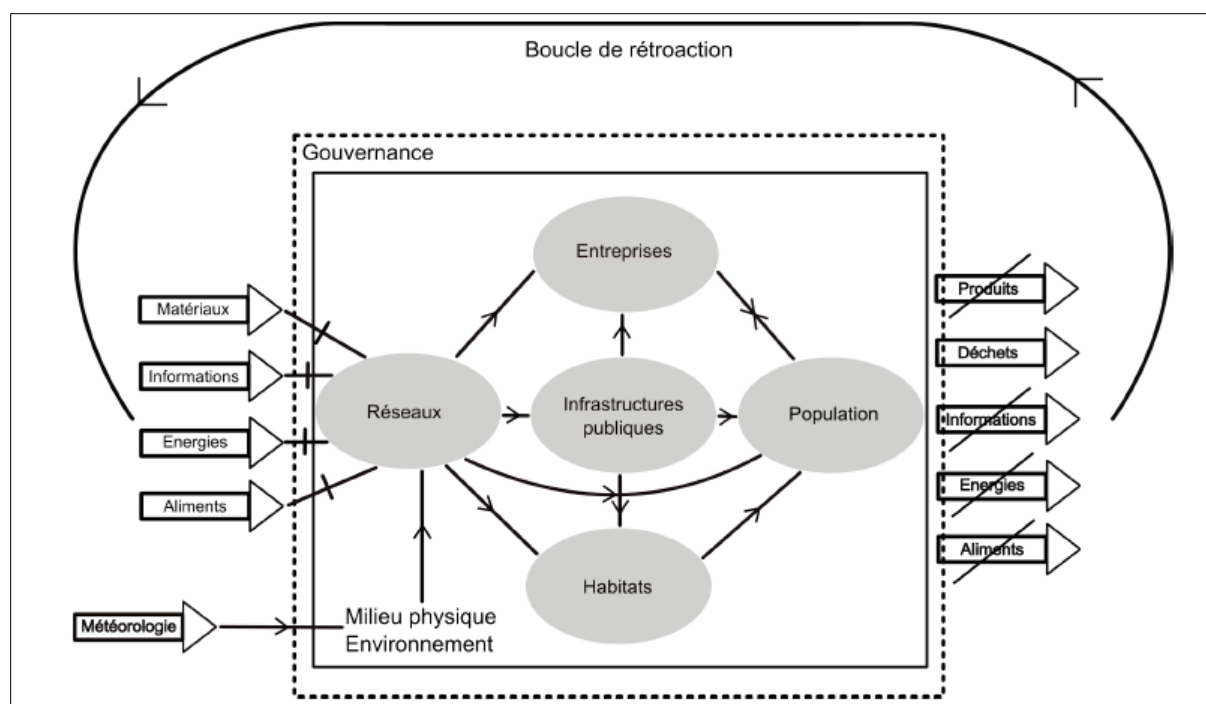 Boucle de rétroaction
Gouvernance
Entreprises
Matériaux
Informations
Energies
Aliments
Réseaux
Infrastructures
publiques
Population
Habitats
Météorologie
Milieu physique
Environnement
Produits
Déchets
Informations
Energies
Aliments